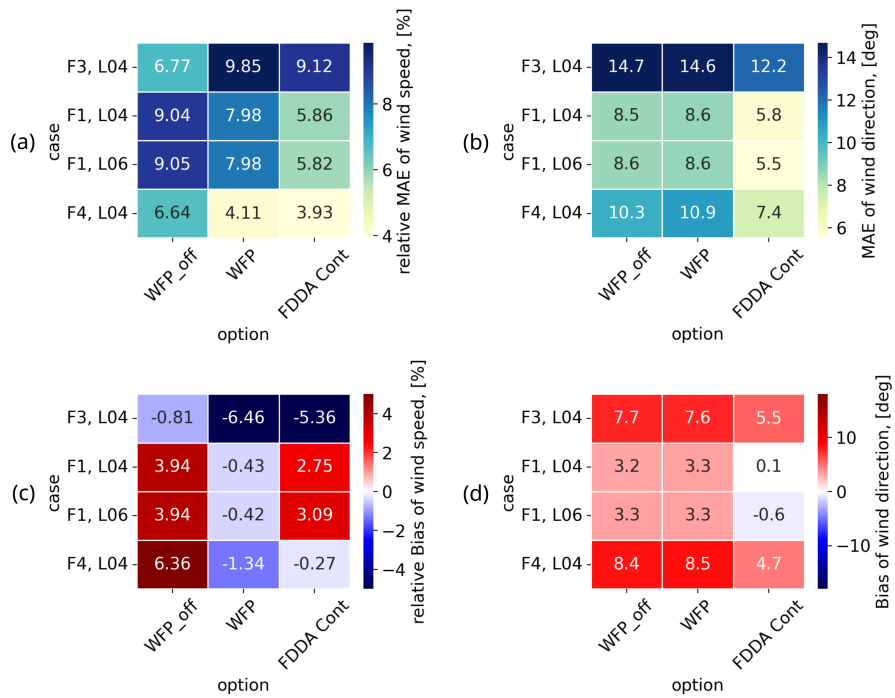 (a)
case
F3, L04
F1, L04
F1, L06
F4, L04
6.77 9.85 9.12
9.04 7.98 5.86
9.05 7.98 5.82
6.64 4.11 3.93
WFP_off
WFP
FDDA Cont
option
8
6
4
relative MAE of wind speed, [%]
(b)
case
F3, L04
F1, L04
F1, L06
F4, L04
14.7 14.6 12.2
8.5 8.6 5.8
8.6 8.6 5.5
10.3 10.9 7.4
WFP_off
WFP
FDDA Cont
option
14
12
10
8
6
MAE of wind direction, [deg]
(c)
case
F3, L04
F1, L04
F1, L06
F4, L04
-0.81 -6.46 -5.36
3.94 -0.43 2.75
3.94 -0.42 3.09
6.36 -1.34 -0.27
WFP_off
WFP
FDDA Cont
option
4
2
0
−2
−4
relative Bias of wind speed, [%]
(d)
case
F3, L04
F1, L04
F1, L06
F4, L04
7.7 7.6 5.5
3.2 3.3 0.1
3.3 3.3 -0.6
8.4 8.5 4.7
WFP_off
WFP
FDDA Cont
option
10
0
−10
Bias of wind direction, [deg]